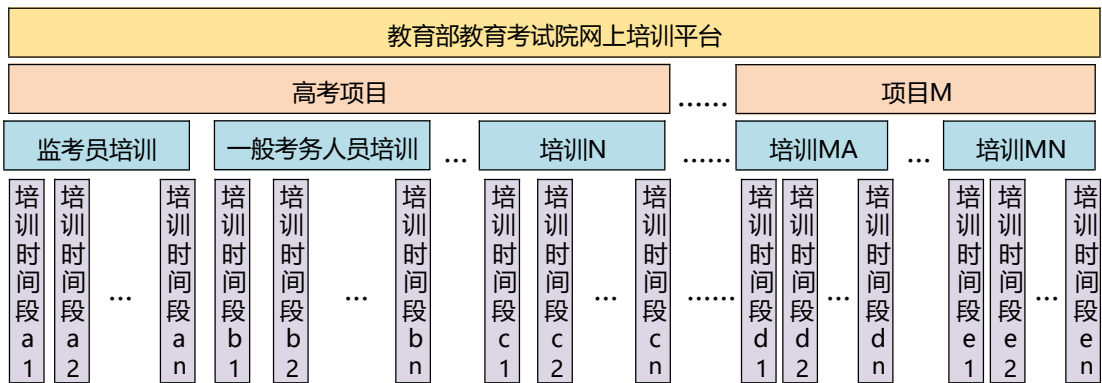 教育部教育考试院网上培训平台
高考项目 ...... 项目M
监考员培训 一般考务人员培训 ... 培训N ...... 培训MA ... 培训MN
培训时间段a1 培训时间段a2 ... 培训时间段an 培训时间段b1 培训时间段b2 ... 培训时间段bn 培训时间段c1 培训时间段c2 ... 培训时间段cn ...... 培训时间段d1 培训时间段d2 ... 培训时间段dn 培训时间段e1 培训时间段e2 ... 培训时间段en